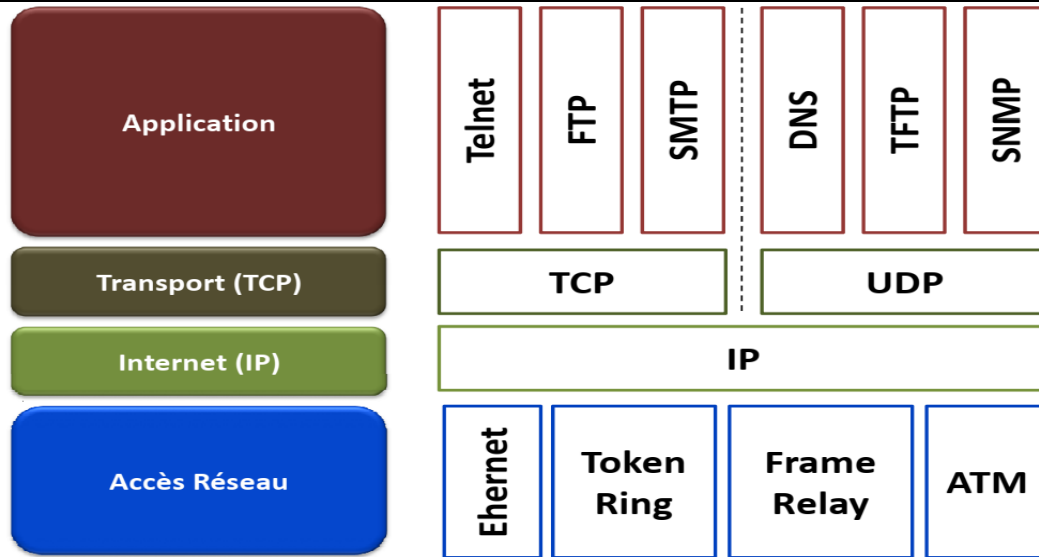 Application
Telnet
FTP
SMTP
DNS
TFTP
SNMP
Transport (TCP)
TCP
UDP
Internet (IP)
IP
Accès Réseau
Ehernet
Token
Ring
Frame
Relay
ATM